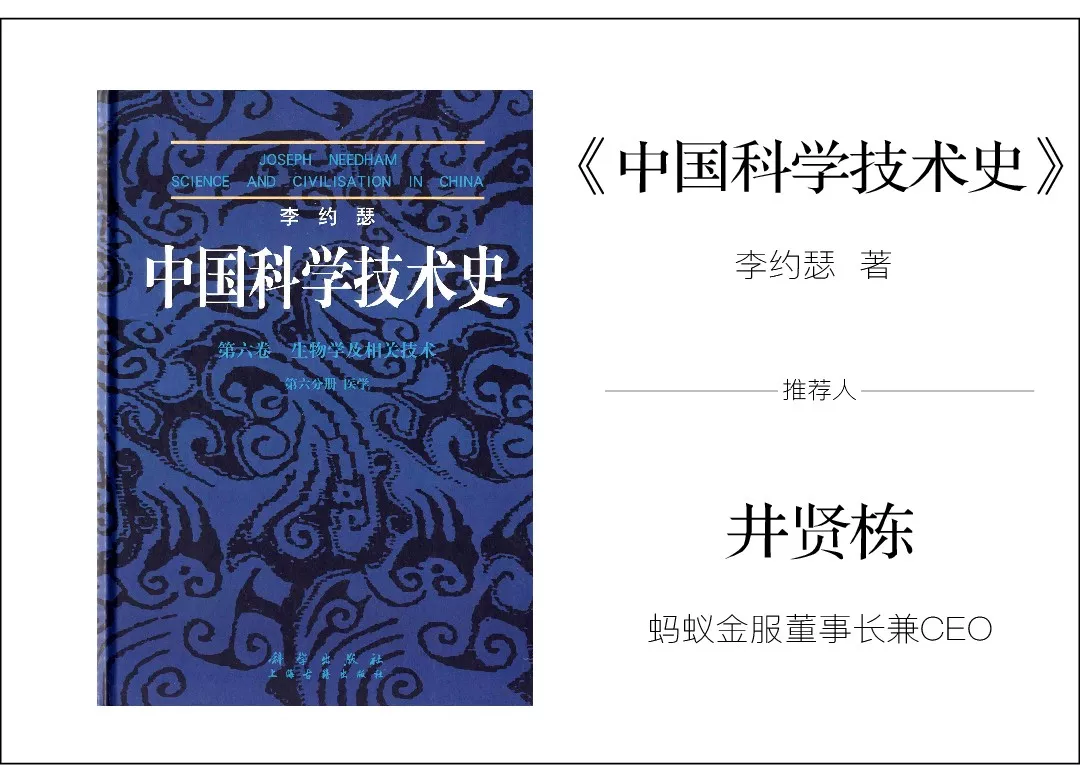 JOSEPH NEEDHAM
SCIENCE AND CIVILISATION IN CHINA
李约瑟
中国科学技术史
第六卷 生物学及相关技术
第六分册 医学
科学出版社
上海古籍出版社
《中国科学技术史》
李约瑟 著
推荐人
井贤栋
蚂蚁金服董事长兼CEO